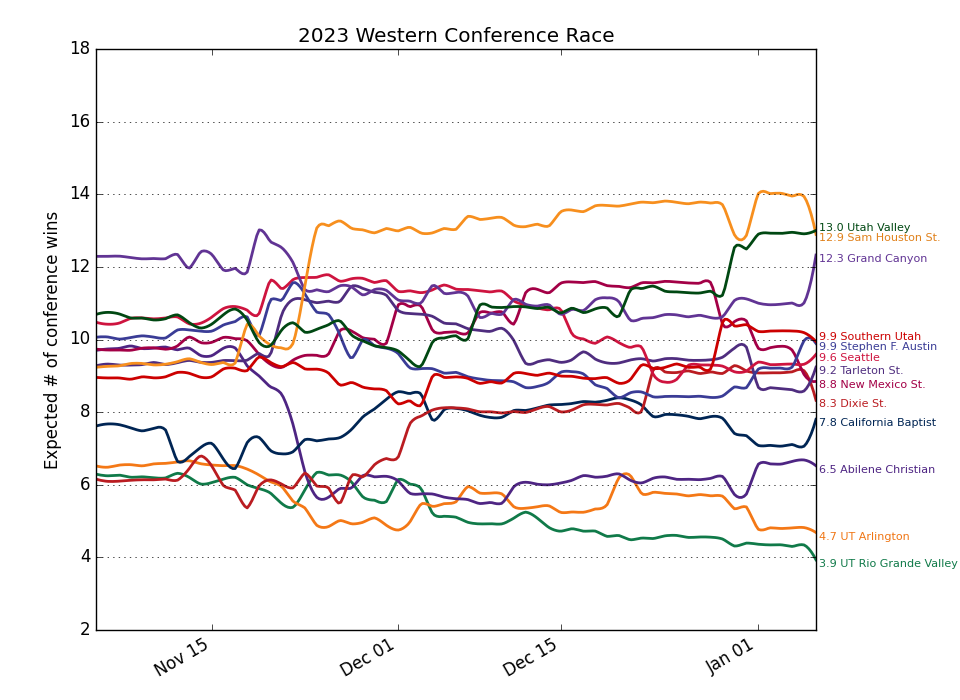 2023 Western Conference Race
Expected # of conference wins
18
16
14
12
10
8
6
4
2
Nov 15
Dec 01
Dec 15
Jan 01
13.0 Utah Valley
12.9 Sam Houston St.
12.3 Grand Canyon
9.9 Southern Utah
9.9 Stephen F. Austin
9.6 Seattle
9.2 Tarleton St.
8.8 New Mexico St.
8.3 Dixie St.
7.8 California Baptist
6.5 Abilene Christian
4.7 UT Arlington
3.9 UT Rio Grande Valley